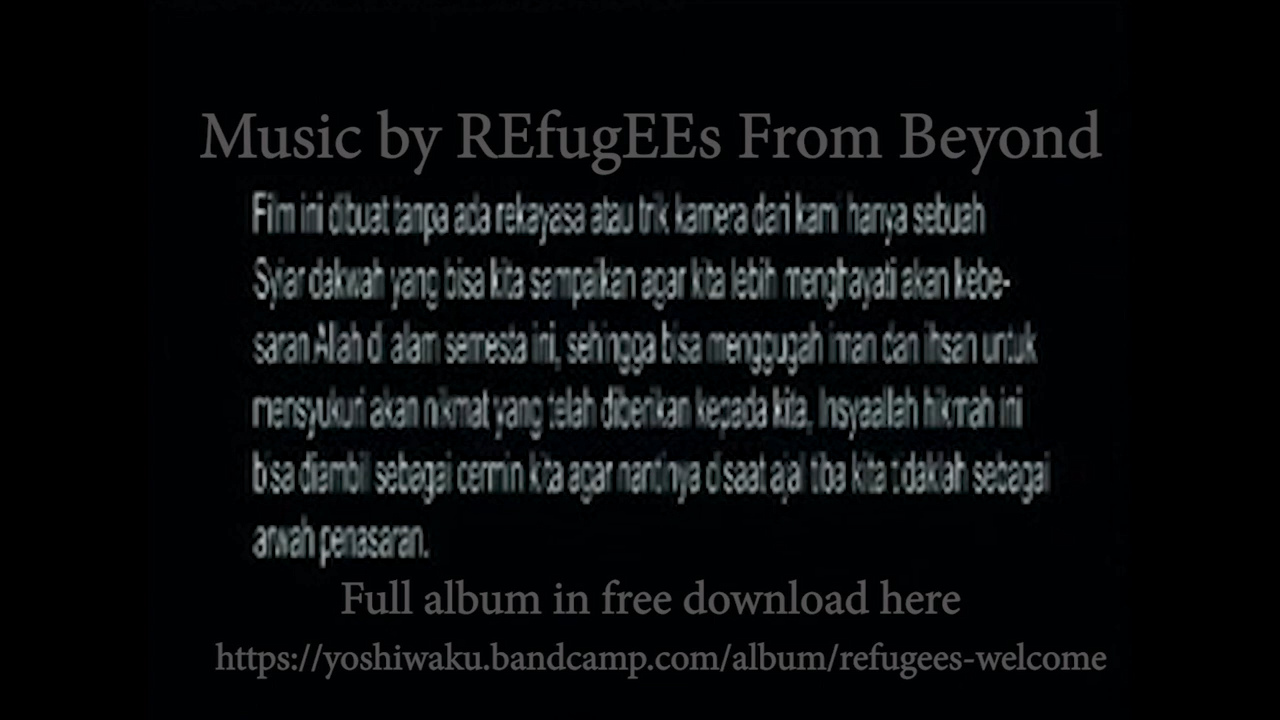 Music by REfugEEs From Beyond
Film ini dibuat tanpa ada rekayasa atau trik kamera dari kami hanya sebuah
Syiar dakwah yang bisa kita sampaikan agar kita lebih menghayati akan kebe-
saran Allah di alam semesta ini, sehingga bisa menggugah iman dan ihsan untuk
mensyukuri akan nikmat yang telah diberikan kepada kita, Insyaallah hikmah ini
bisa diambil sebagai cermin kita agar nantinya disaat ajal tiba kita tidaklah sebagai
arwah penasaran.
Full album in free download here
https://yoshiwaku.bandcamp.com/album/refugees-welcome